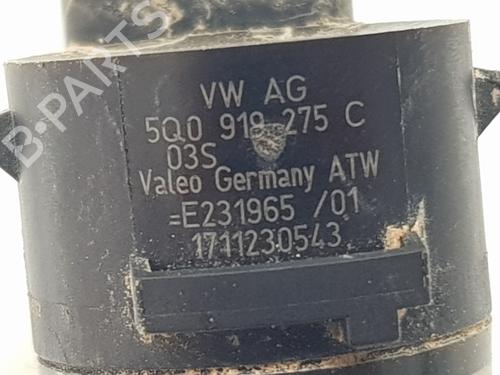 VW AG
5Q0 919 275 C
03S
Valeo Germany ATW
=E231965 /01
1711230543
B-PARTS